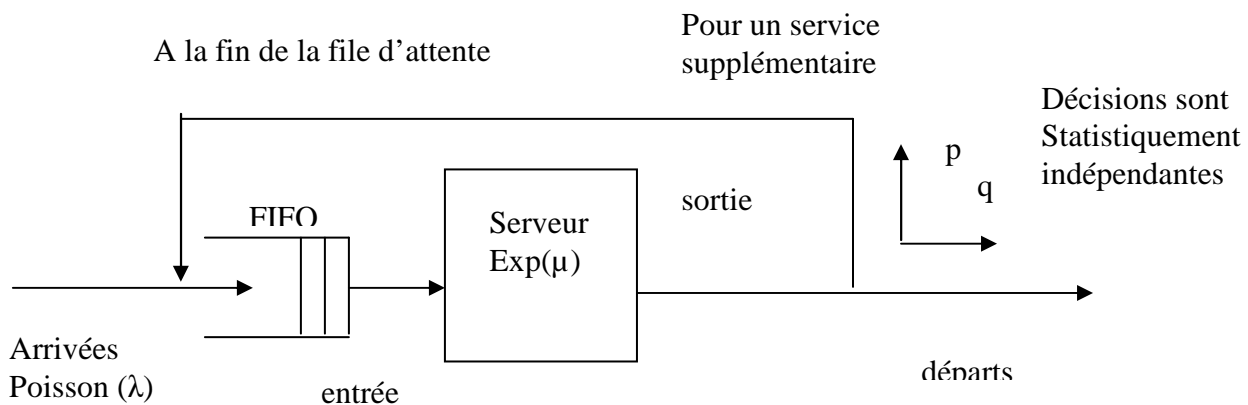 Pour un service
supplémentaire
A la fin de la file d'attente
Décisions sont
Statistiquement
indépendantes
p
q
sortie
FIFO
Serveur
Exp(µ)
Arrivées
Poisson (λ)
entrée
départs